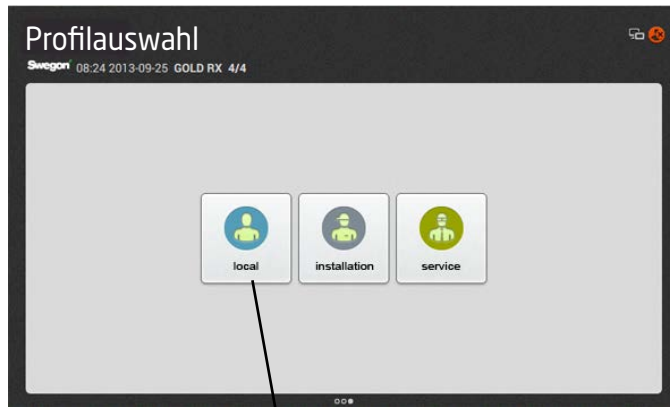 Profilauswahl
Swegon 08:24 2013-09-25 GOLD RX 4/4
local installation service